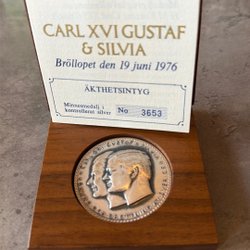 CARL XVI GUSTAF
& SILVIA
Bröllopet den 19 juni 1976
ÄKTHETSINTYG
Minnesmedalj i
kontrollerat silver No 3653